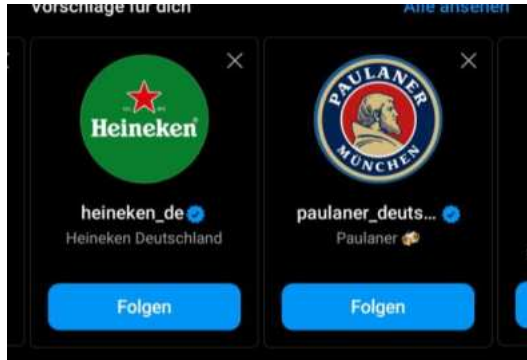 Vorschläge für dich
Alle ansehen
Heineken
PAULANER
MÜNCHEN
heineken_de
paulaner_deuts...
Heineken Deutschland
Paulaner 🍻
Folgen
Folgen